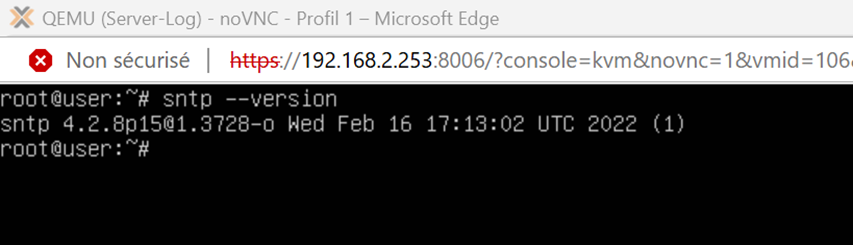 QEMU (Server-Log) - noVNC - Profil 1 – Microsoft Edge
Non sécurisé | https://192.168.2.253:8006/?console=kvm&novnc=1&vmid=106&
root@user:~# sntp --version
sntp 4.2.8p15@1.3728-o Wed Feb 16 17:13:02 UTC 2022 (1)
root@user:~#